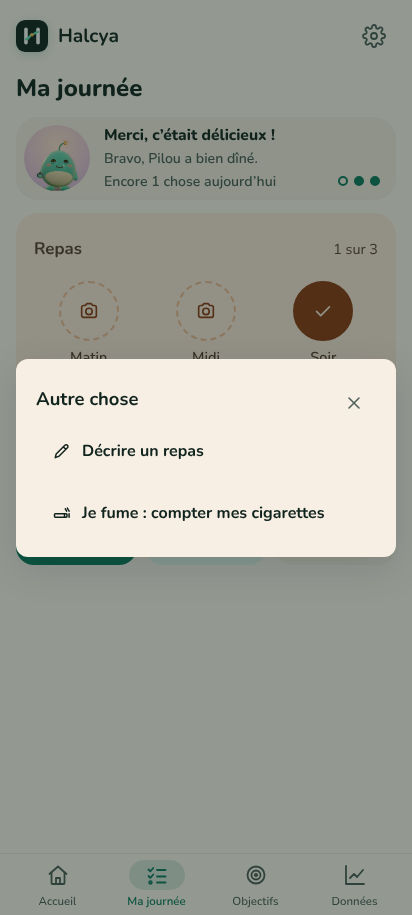 Halcya
Ma journée
Merci, c’était délicieux !
Bravo, Pilou a bien dîné.
Encore 1 chose aujourd’hui
Repas
1 sur 3
Matin
Midi
Soir
Autre chose
Décrire un repas
Je fume : compter mes cigarettes
Accueil
Ma journée
Objectifs
Données